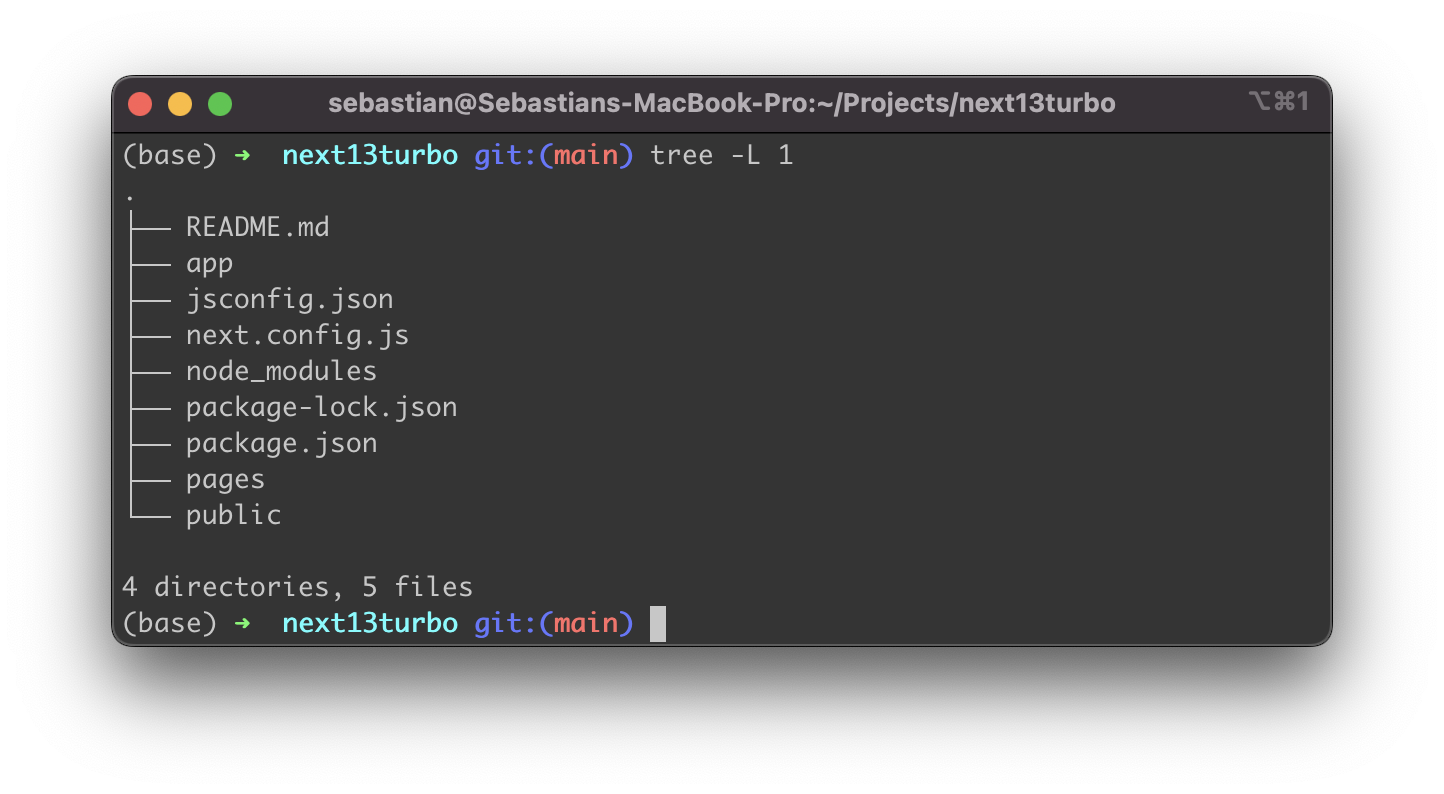 sebastian@Sebastians-MacBook-Pro:~/Projects/next13turbo ⌥⌘1
(base) ➜  next13turbo git:(main) tree -L 1
.
├── README.md
├── app
├── jsconfig.json
├── next.config.js
├── node_modules
├── package-lock.json
├── package.json
├── pages
└── public
4 directories, 5 files
(base) ➜  next13turbo git:(main)